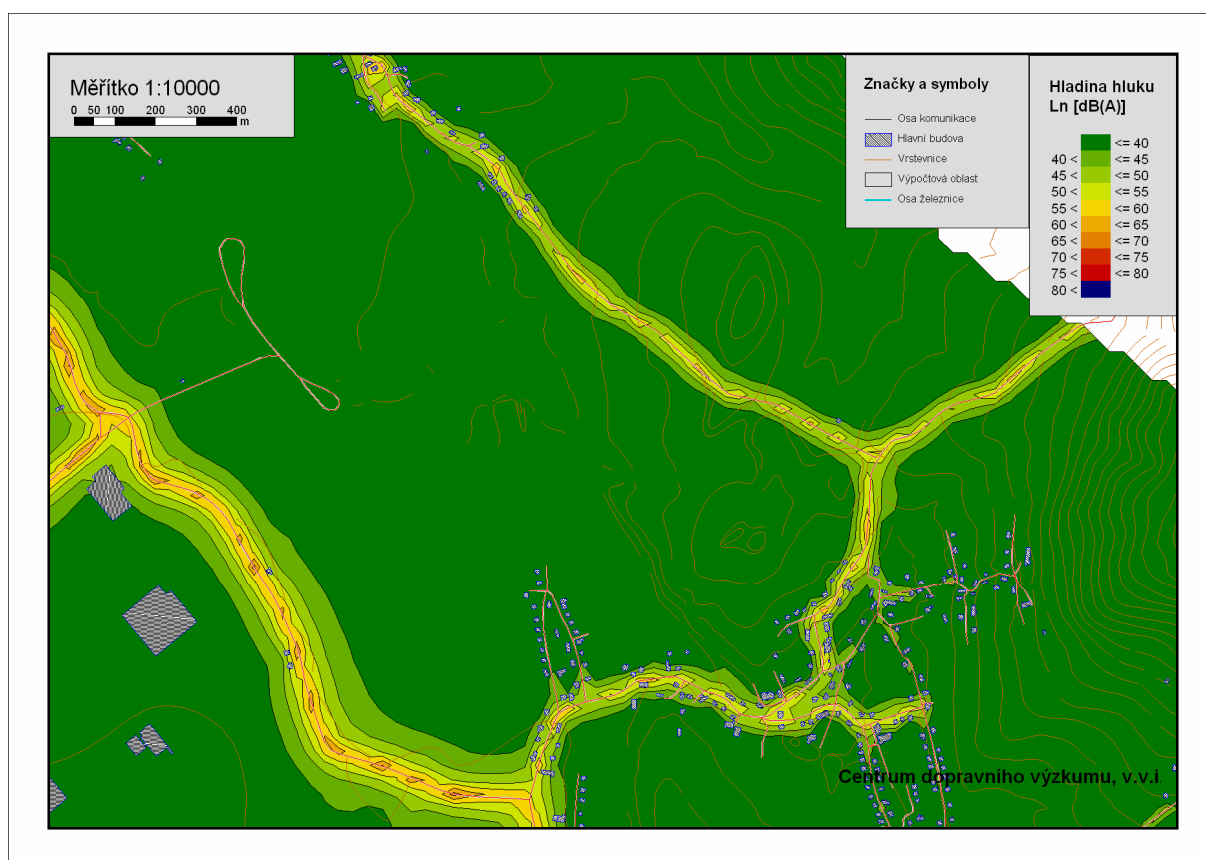 Měřítko 1:10000
0 50 100 200 300 400
m
Značky a symboly
Osa komunikace
Hlavní budova
Vrstevnice
Výpočtová oblast
Osa železnice
Hladina hluku
Ln [dB(A)]
<= 40
40 < <= 45
45 < <= 50
50 < <= 55
55 < <= 60
60 < <= 65
65 < <= 70
70 < <= 75
75 < <= 80
80 <
Centrum dopravního výzkumu, v.v.i.